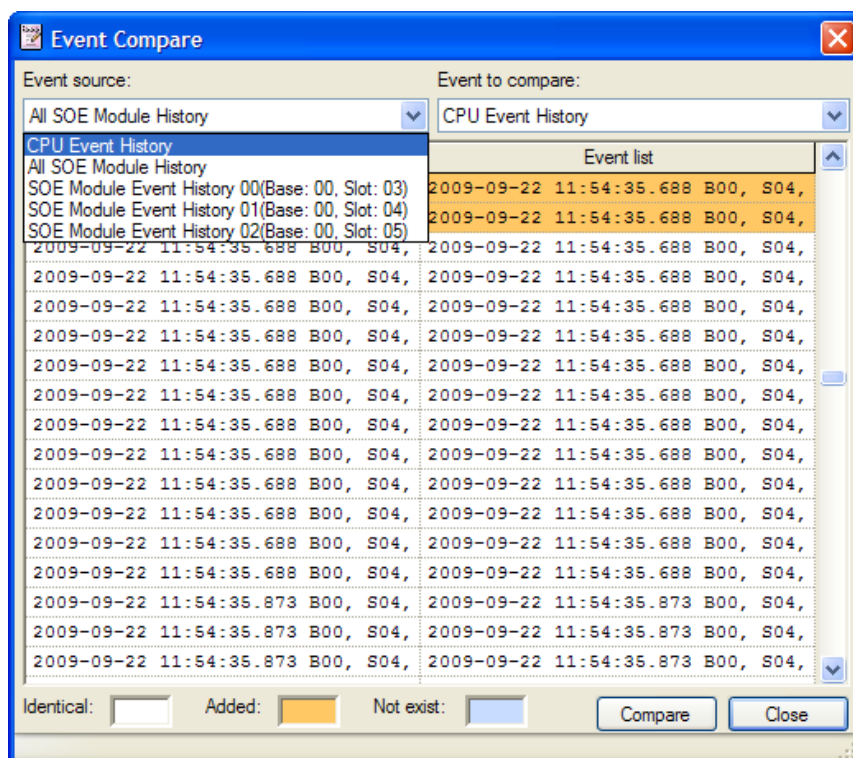 Event Compare
Event source: Event to compare:
All SOE Module History CPU Event History
CPU Event History
All SOE Module History
SOE Module Event History 00(Base: 00, Slot: 03)
SOE Module Event History 01(Base: 00, Slot: 04)
SOE Module Event History 02(Base: 00, Slot: 05)
Event list
2009-09-22 11:54:35.688 B00, S04,
2009-09-22 11:54:35.688 B00, S04,
2009-09-22 11:54:35.688 B00, S04, 2009-09-22 11:54:35.688 B00, S04,
2009-09-22 11:54:35.688 B00, S04, 2009-09-22 11:54:35.688 B00, S04,
2009-09-22 11:54:35.688 B00, S04, 2009-09-22 11:54:35.688 B00, S04,
2009-09-22 11:54:35.688 B00, S04, 2009-09-22 11:54:35.688 B00, S04,
2009-09-22 11:54:35.688 B00, S04, 2009-09-22 11:54:35.688 B00, S04,
2009-09-22 11:54:35.688 B00, S04, 2009-09-22 11:54:35.688 B00, S04,
2009-09-22 11:54:35.688 B00, S04, 2009-09-22 11:54:35.688 B00, S04,
2009-09-22 11:54:35.688 B00, S04, 2009-09-22 11:54:35.688 B00, S04,
2009-09-22 11:54:35.688 B00, S04, 2009-09-22 11:54:35.688 B00, S04,
2009-09-22 11:54:35.688 B00, S04, 2009-09-22 11:54:35.688 B00, S04,
2009-09-22 11:54:35.688 B00, S04, 2009-09-22 11:54:35.688 B00, S04,
2009-09-22 11:54:35.688 B00, S04, 2009-09-22 11:54:35.688 B00, S04,
2009-09-22 11:54:35.873 B00, S04, 2009-09-22 11:54:35.873 B00, S04,
2009-09-22 11:54:35.873 B00, S04, 2009-09-22 11:54:35.873 B00, S04,
2009-09-22 11:54:35.873 B00, S04, 2009-09-22 11:54:35.873 B00, S04,
Identical: Added: Not exist: Compare Close